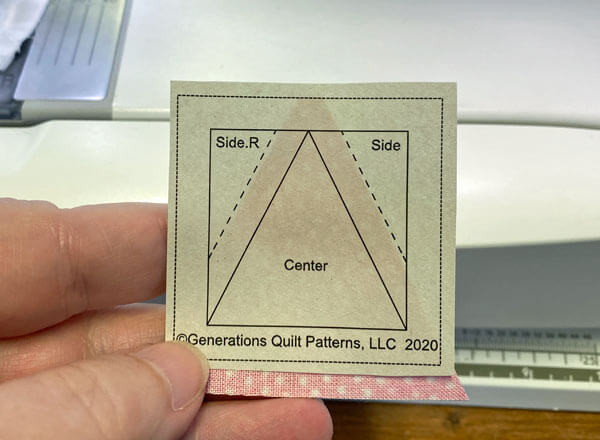 Side.R Side
Center
©Generations Quilt Patterns, LLC 2020